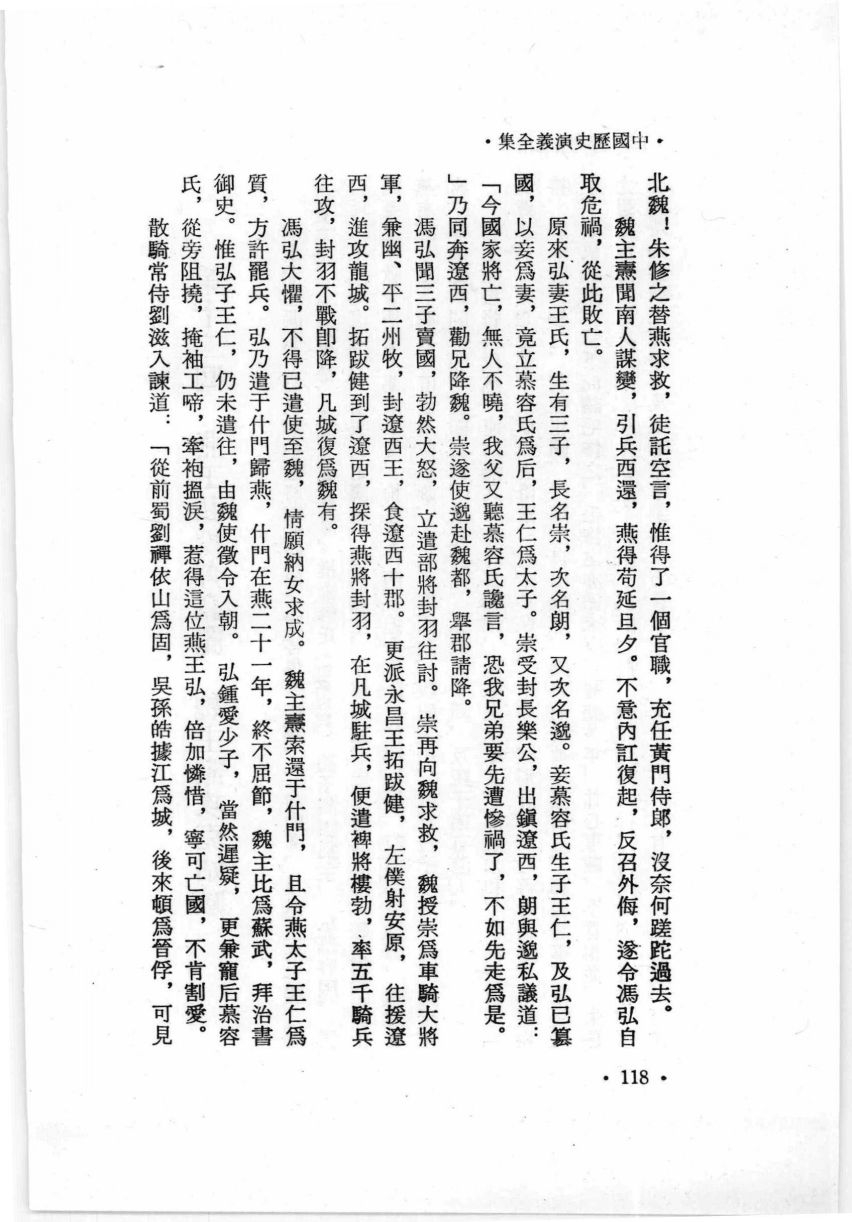 ·中國歷史演義全集·
北魏！朱修之替燕求救，徒託空言，惟得了一個官職，充任黃門侍郎，沒奈何蹉跎過去。
魏主燾聞南人謀變，引兵西還，燕得苟延旦夕。不意內訌復起，反召外侮，遂令馮弘自
取危禍，從此敗亡。
原來弘妻王氏，生有三子，長名崇，次名朗，又次名邈。妾慕容氏生子王仁，及弘已篡
國，以妾爲妻，竟立慕容氏爲后，王仁爲太子。崇受封長樂公，出鎮遼西，朗與邈私議道：
「今國家將亡，無人不曉，我父又聽慕容氏讒言，恐我兄弟要先遭慘禍了，不如先走爲是。
」乃同奔遼西，勸兄降魏。崇遂使邈赴魏都，舉郡請降。
馮弘聞三子賣國，勃然大怒，立遣部將封羽往討。崇再向魏求救，魏授崇爲車騎大將
軍，兼幽、平二州牧，封遼西王，食遼西十郡。更派永昌王拓跋健，左僕射安原，往援遼
西，進攻龍城。拓跋健到了遼西，探得燕將封羽，在凡城駐兵，便遣裨將樓勃，率五千騎兵
往攻，封羽不戰卽降，凡城復爲魏有。
馮弘大懼，不得已遣使至魏，情願納女求成。魏主燾索還于什門，且令燕太子王仁爲
質，方許罷兵。弘乃遣于什門歸燕，什門在燕二十一年，終不屈節，魏主比爲蘇武，拜治書
御史。惟弘子王仁，仍未遣往，由魏使徵令入朝。弘鍾愛少子，當然遲疑，更兼寵后慕容
氏，從旁阻撓，掩袖工啼，牽袍搵淚，惹得這位燕王弘，倍加憐惜，寧可亡國，不肯割愛。
散騎常侍劉滋入諫道：「從前蜀劉禪依山爲固，吳孫皓據江爲城，後來頓爲晉俘，可見
·118·